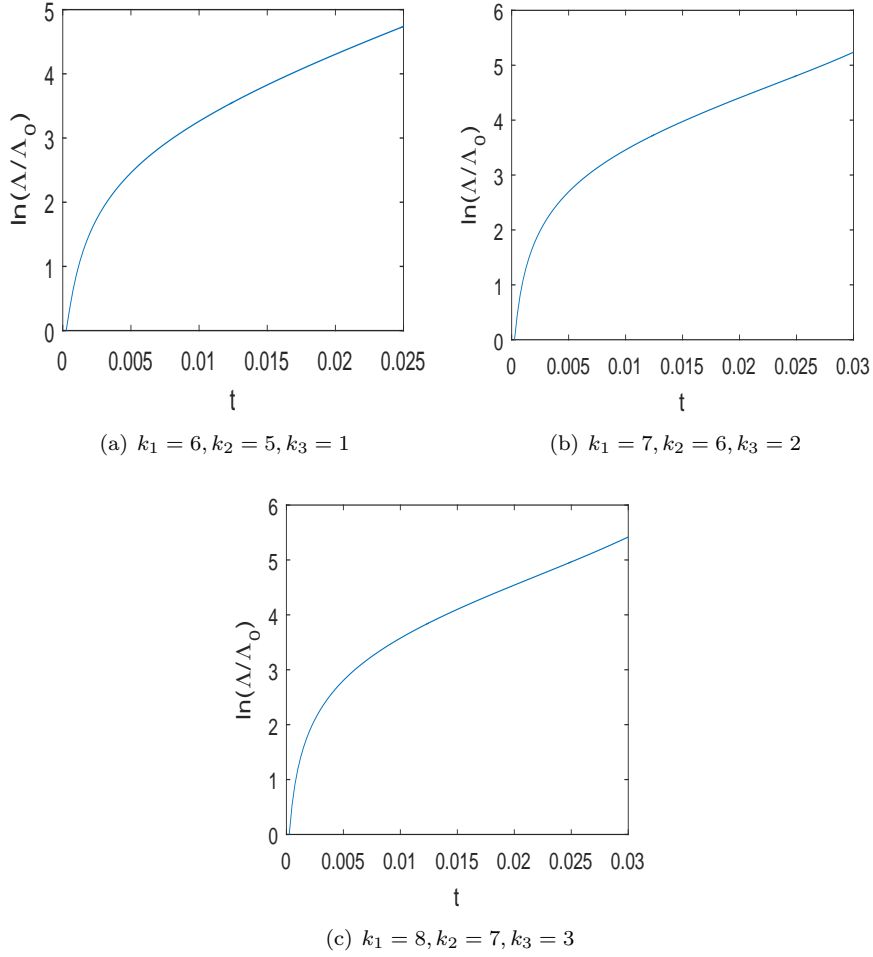 5
4
3
2
1
0
ln(Λ/Λ₀)
0 0.005 0.01 0.015 0.02 0.025
t
(a) k₁ = 6, k₂ = 5, k₃ = 1
6
5
4
3
2
1
0
ln(Λ/Λ₀)
0 0.005 0.01 0.015 0.02 0.025 0.03
t
(b) k₁ = 7, k₂ = 6, k₃ = 2
6
5
4
3
2
1
0
ln(Λ/Λ₀)
0 0.005 0.01 0.015 0.02 0.025 0.03
t
(c) k₁ = 8, k₂ = 7, k₃ = 3